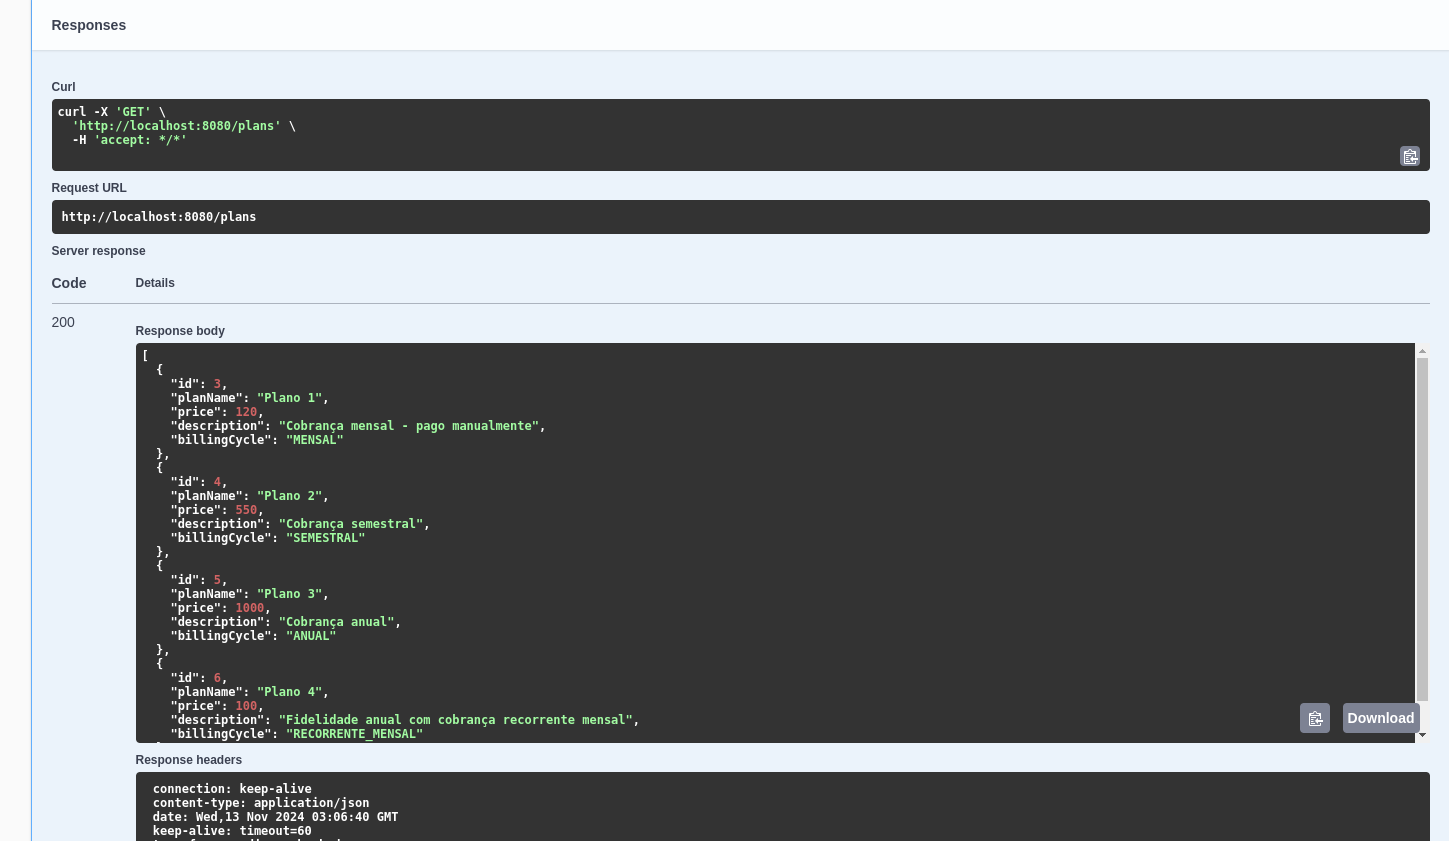 Responses
Curl
curl -X 'GET' \
  'http://localhost:8080/plans' \
  -H 'accept: */*'
Request URL
http://localhost:8080/plans
Server response
Code Details
200
Response body
[
  {
    "id": 3,
    "planName": "Plano 1",
    "price": 120,
    "description": "Cobrança mensal - pago manualmente",
    "billingCycle": "MENSAL"
  },
  {
    "id": 4,
    "planName": "Plano 2",
    "price": 550,
    "description": "Cobrança semestral",
    "billingCycle": "SEMESTRAL"
  },
  {
    "id": 5,
    "planName": "Plano 3",
    "price": 1000,
    "description": "Cobrança anual",
    "billingCycle": "ANUAL"
  },
  {
    "id": 6,
    "planName": "Plano 4",
    "price": 100,
    "description": "Fidelidade anual com cobrança recorrente mensal",
    "billingCycle": "RECORRENTE_MENSAL"
Download
Response headers
connection: keep-alive
content-type: application/json
date: Wed,13 Nov 2024 03:06:40 GMT
keep-alive: timeout=60